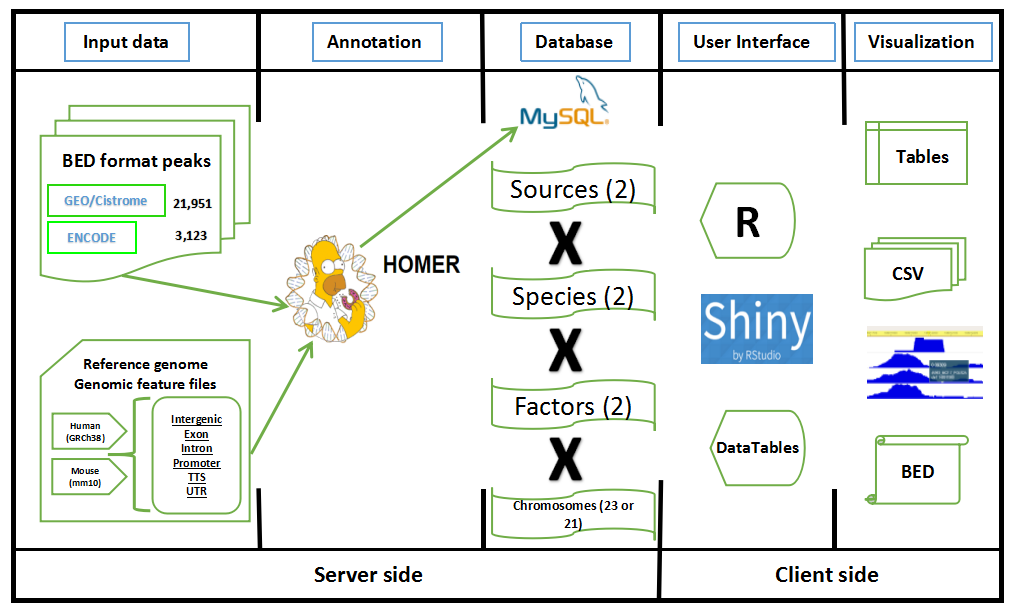 Input data
Annotation
Database
User Interface
Visualization
BED format peaks
GEO/Cistrome 21,951
ENCODE 3,123
Reference genome
Genomic feature files
Human
(GRCh38)
Mouse
(mm10)
Intergenic
Exon
Intron
Promoter
TTS
UTR
HOMER
MySQL
Sources (2)
X
Species (2)
X
Factors (2)
X
Chromosomes (23 or
21)
R
Shiny
by RStudio
DataTables
Tables
CSV
BED
Server side
Client side